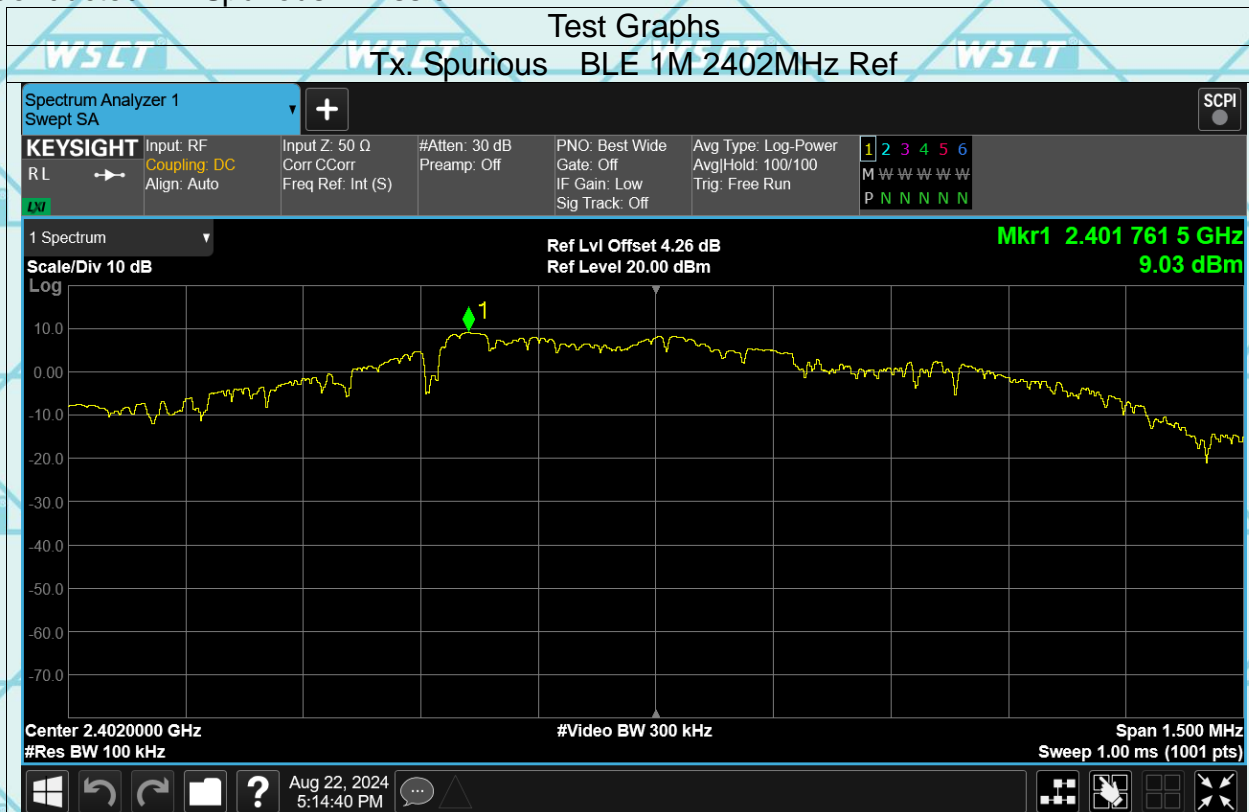 Test Graphs
WSCT® WSCT® WSCT®
Tx. Spurious BLE 1M 2402MHz Ref
Spectrum Analyzer 1
Swept SA
+
SCPI
KEYSIGHT
RL
LXI
Input: RF
Coupling: DC
Align: Auto
Input Z: 50 Ω
Corr CCorr
Freq Ref: Int (S)
#Atten: 30 dB
Preamp: Off
PNO: Best Wide
Gate: Off
IF Gain: Low
Sig Track: Off
Avg Type: Log-Power
Avg|Hold: 100/100
Trig: Free Run
1 2 3 4 5 6
M W W W W W
P N N N N N
1 Spectrum
Scale/Div 10 dB
Log
Ref Lvl Offset 4.26 dB
Ref Level 20.00 dBm
Mkr1 2.401 761 5 GHz
9.03 dBm
1
10.0
0.00
-10.0
-20.0
-30.0
-40.0
-50.0
-60.0
-70.0
Center 2.4020000 GHz
#Video BW 300 kHz
Span 1.500 MHz
#Res BW 100 kHz
Sweep 1.00 ms (1001 pts)
?
Aug 22, 2024
5:14:40 PM